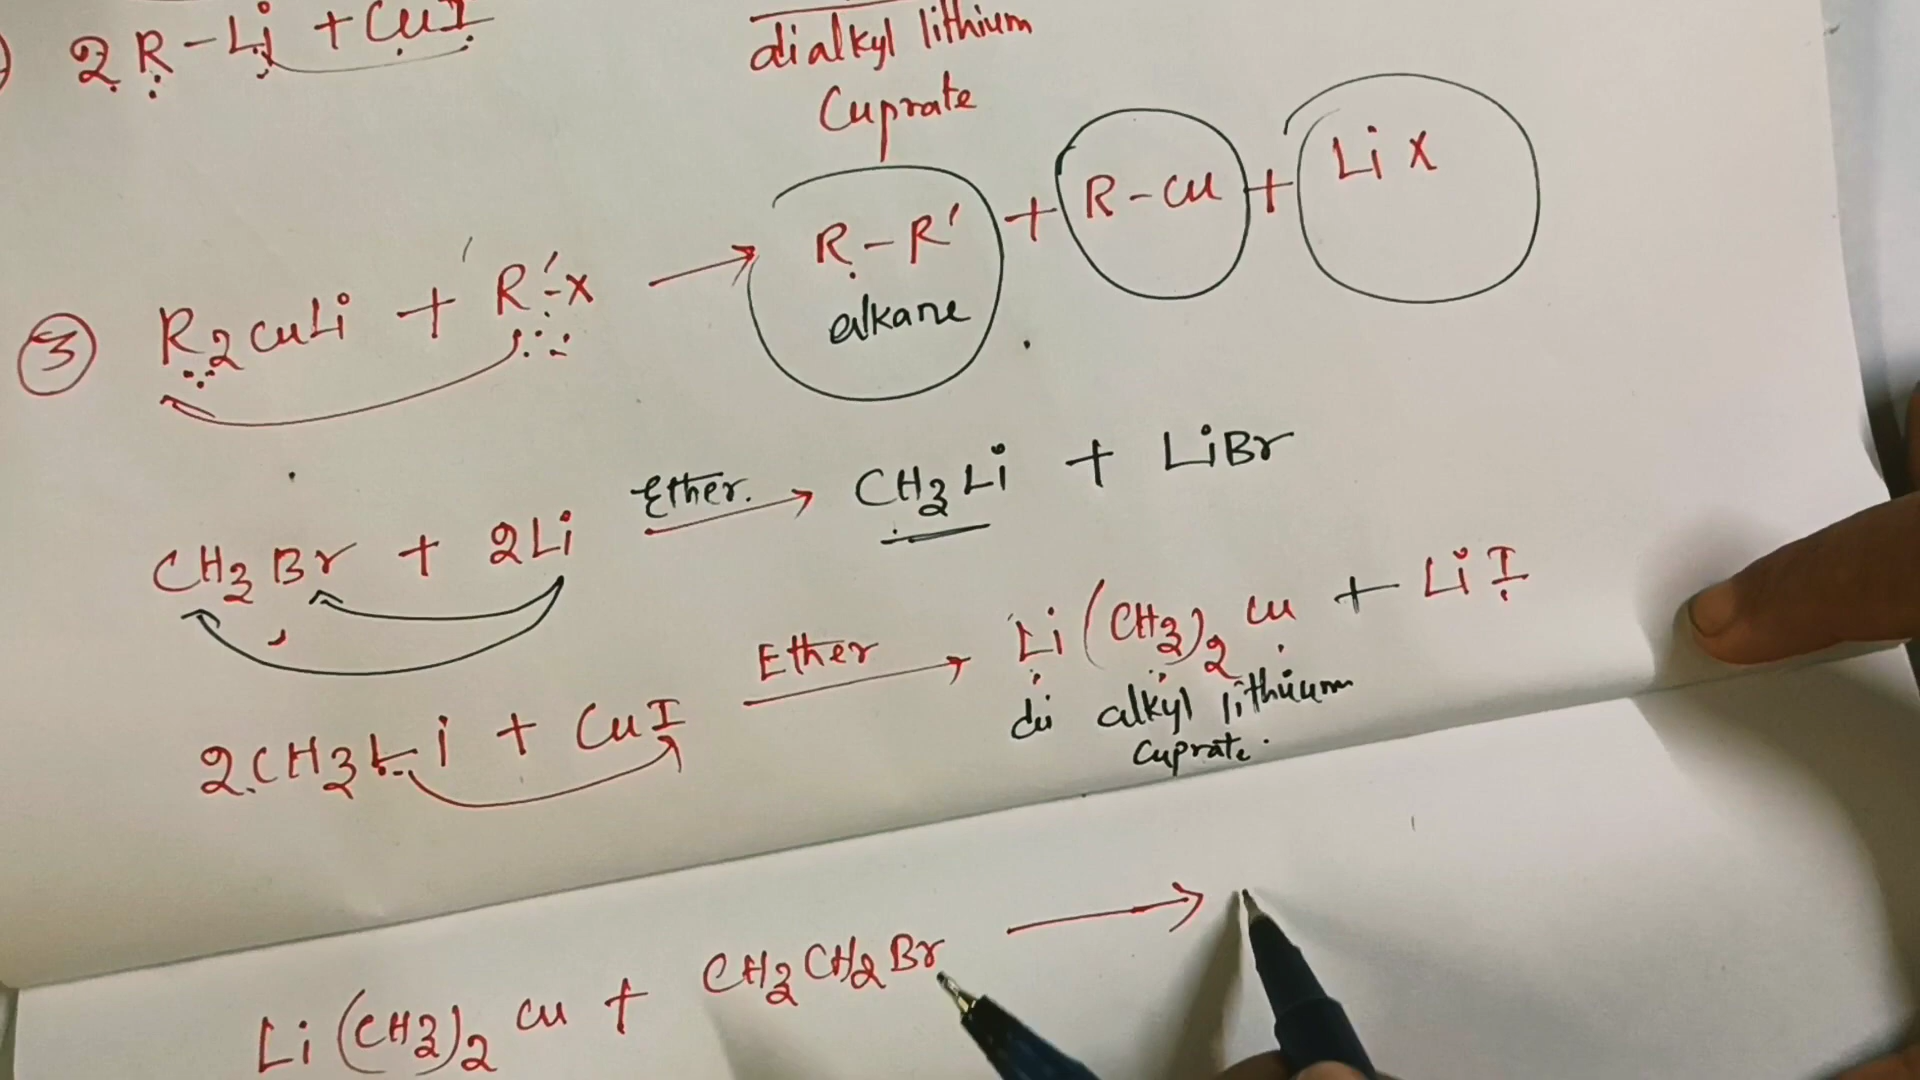 2 R - Li + CuI
dialkyl lithium
Cuprate
③ R₂CuLi + R'-X → R-R' + R-Cu + Li X
alkane
CH₃Br + 2Li Ether. → CH₃Li + LiBr
2CH₃Li + CuI Ether → Li(CH₃)₂Cu + LiI
di alkyl lithium
Cuprate.
Li(CH₃)₂Cu + CH₃CH₂Br →